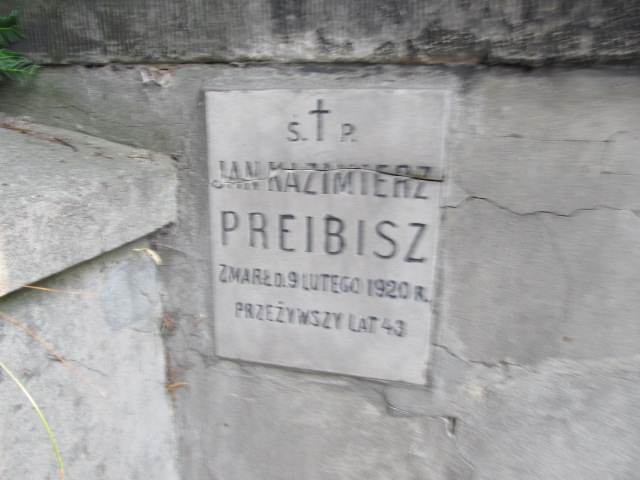 Ś. † P.
JAN KAZIMIERZ
PREIBISZ
ZMARŁ D. 9 LUTEGO 1920 R.
PRZEŻYWSZY LAT 43